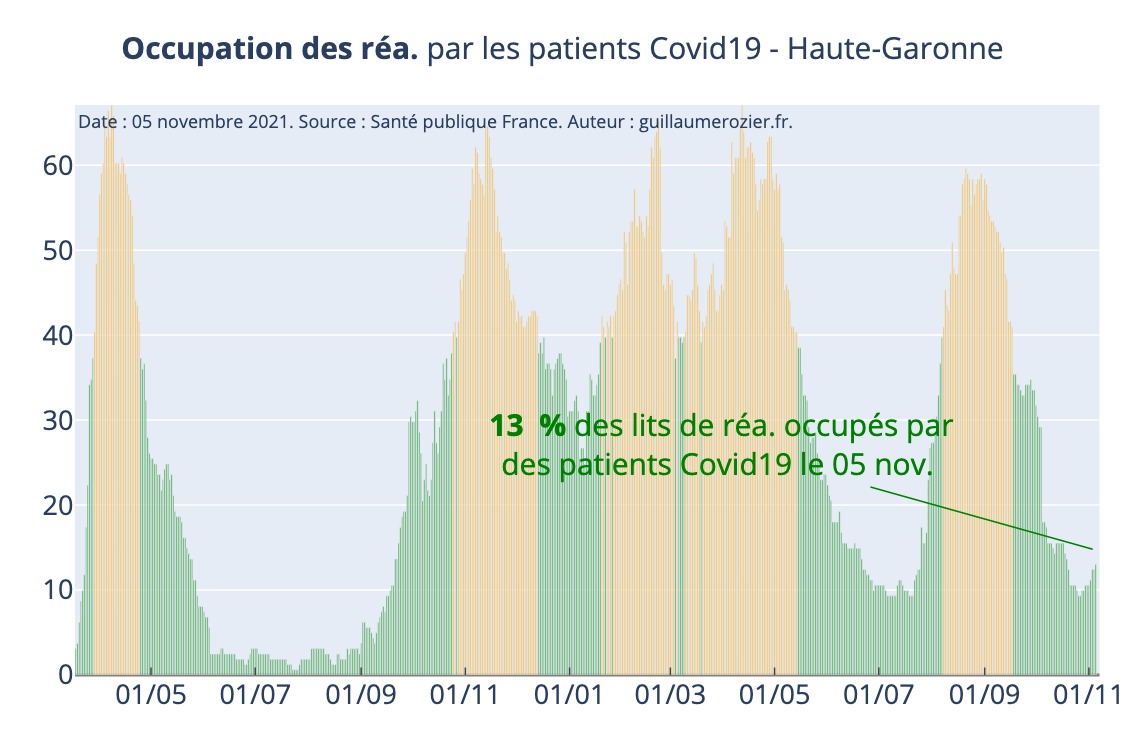 Occupation des réa. par les patients Covid19 - Haute-Garonne
Date : 05 novembre 2021. Source : Santé publique France. Auteur : guillaumerozier.fr.
60
50
40
30
20
10
0
13 % des lits de réa. occupés par
des patients Covid19 le 05 nov.
01/05 01/07 01/09 01/11 01/01 01/03 01/05 01/07 01/09 01/11